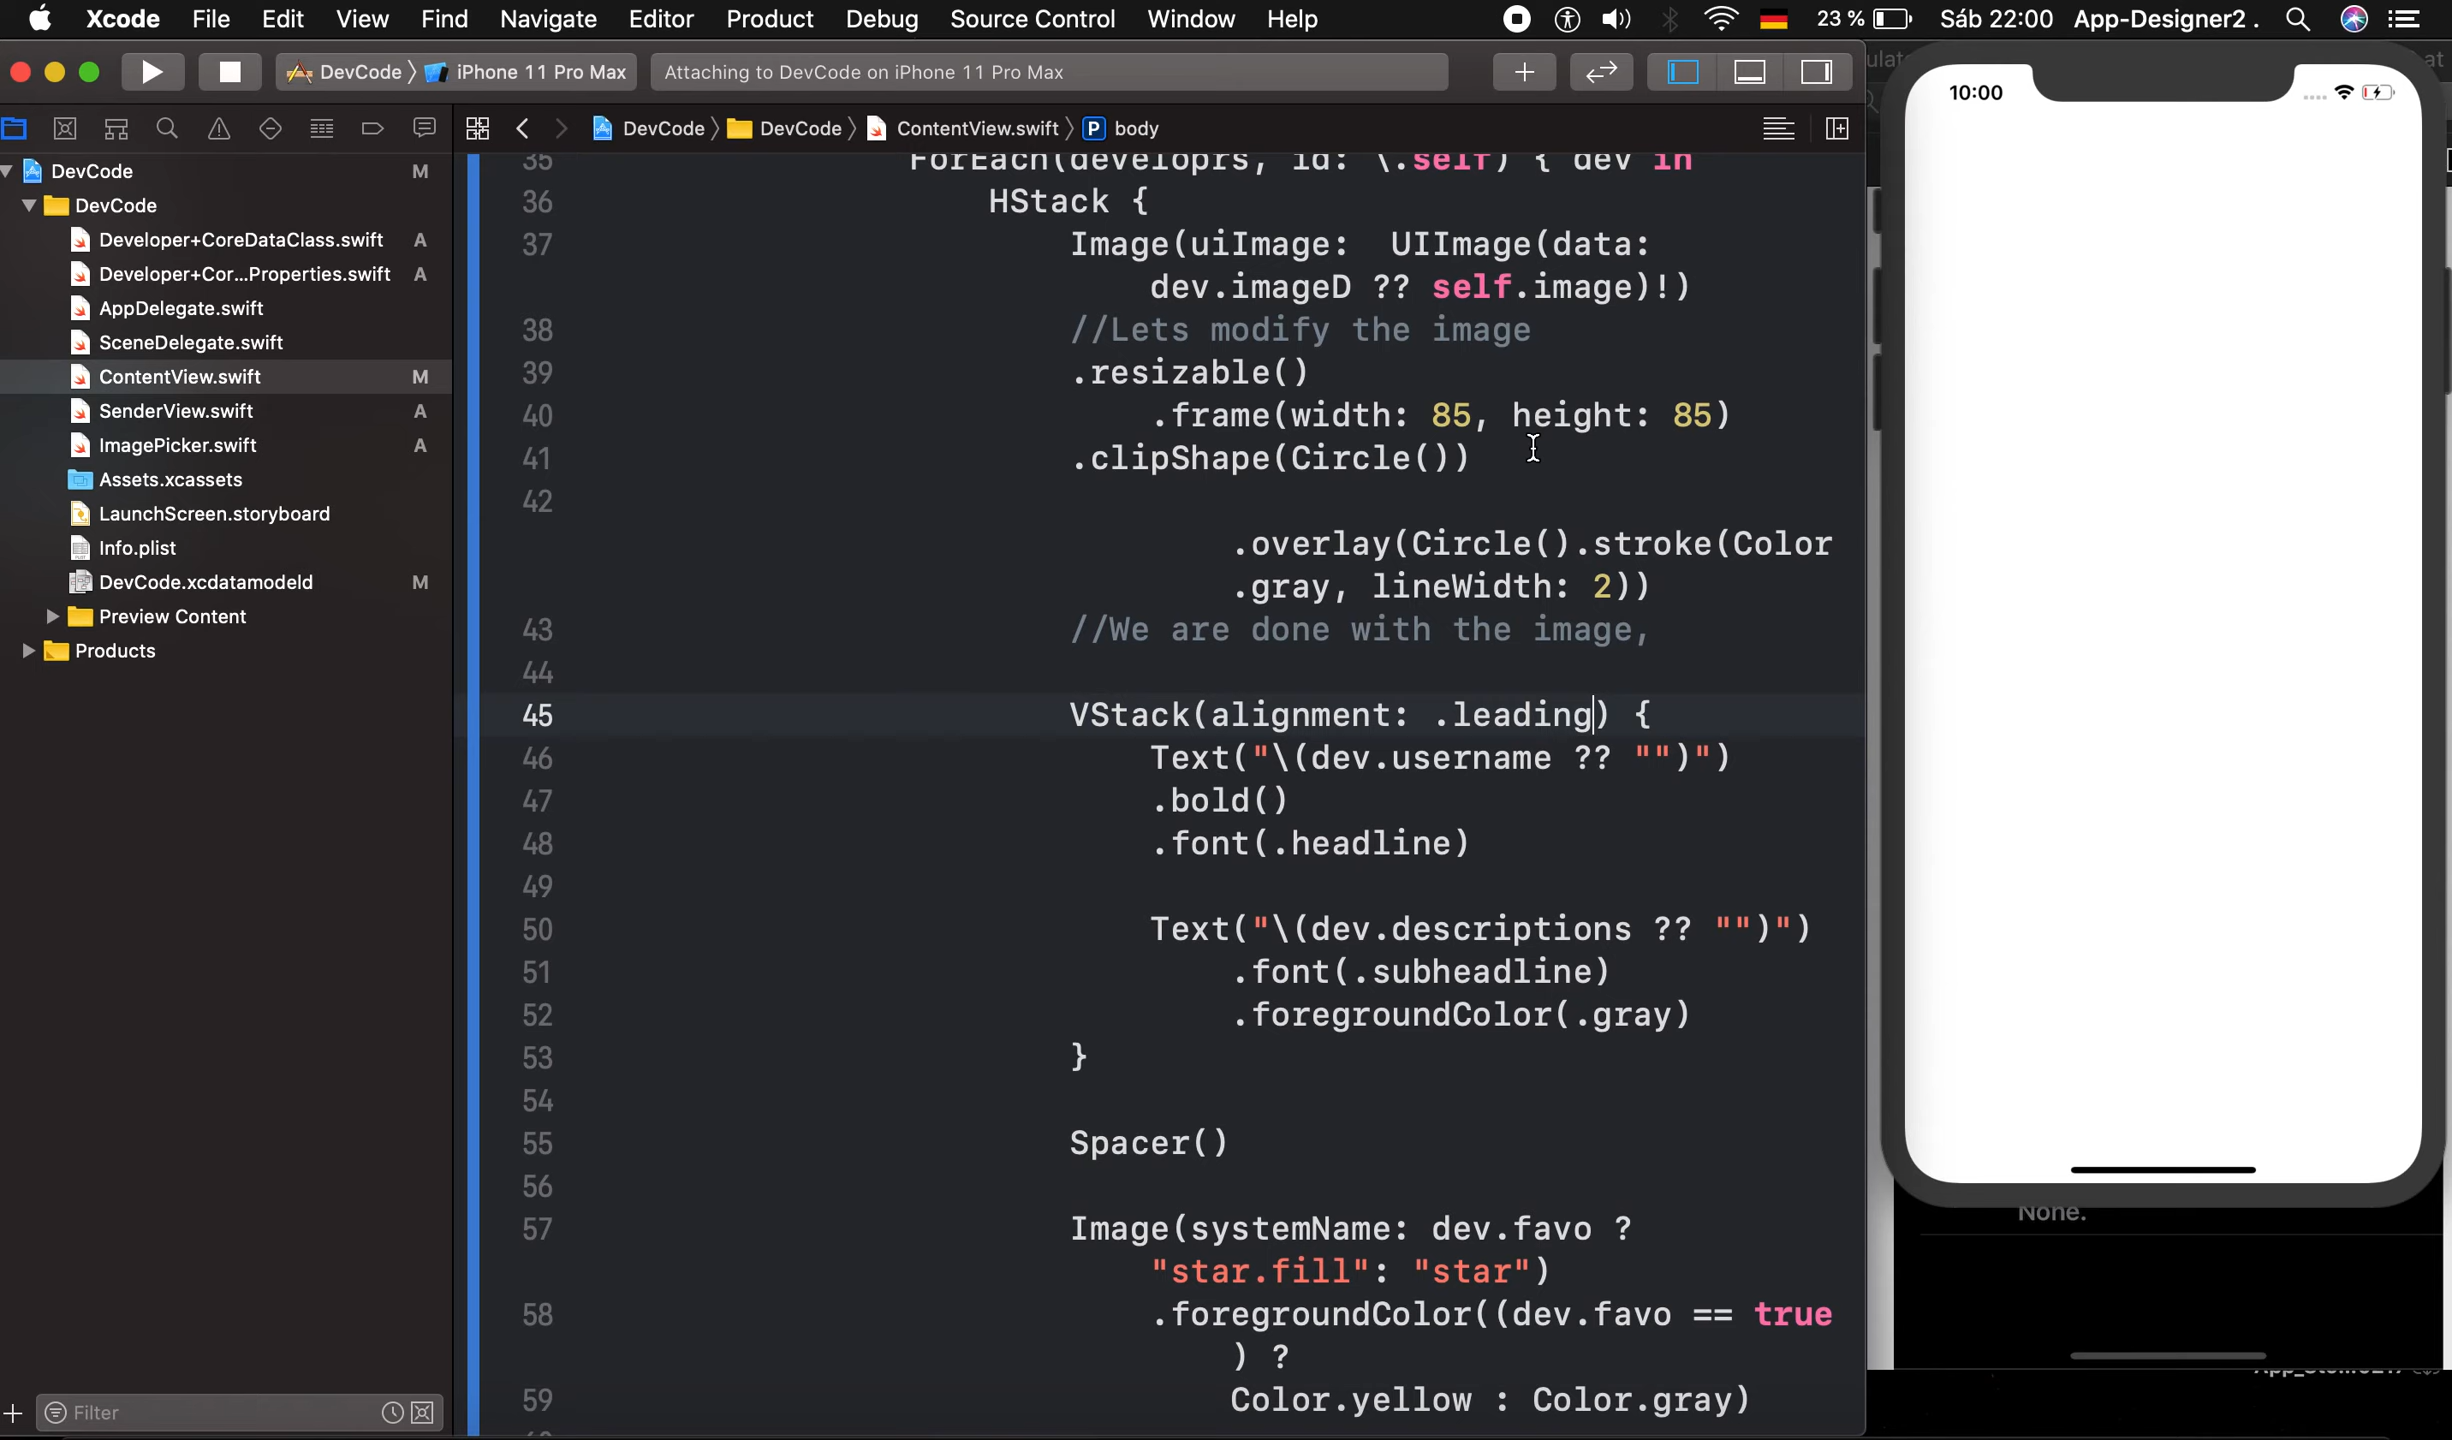 Xcode File Edit View Find Navigate Editor Product Debug Source Control Window Help 23 % Sáb 22:00 App-Designer2 .
DevCode iPhone 11 Pro Max Attaching to DevCode on iPhone 11 Pro Max
10:00
DevCode DevCode ContentView.swift P body
DevCode M
DevCode
Developer+CoreDataClass.swift A
Developer+Cor...Properties.swift A
AppDelegate.swift
SceneDelegate.swift
ContentView.swift M
SenderView.swift A
ImagePicker.swift A
Assets.xcassets
LaunchScreen.storyboard
Info.plist
DevCode.xcdatamodeld M
Preview Content
Products
Filter
35 ForEach(developrs, id: \.self) { dev in
36 HStack {
37 Image(uiImage: UIImage(data:
dev.imageD ?? self.image)!)
38 //Lets modify the image
39 .resizable()
40 .frame(width: 85, height: 85)
41 .clipShape(Circle())
42
.overlay(Circle().stroke(Color
.gray, lineWidth: 2))
43 //We are done with the image,
44
45 VStack(alignment: .leading) {
46 Text("\(dev.username ?? "")")
47 .bold()
48 .font(.headline)
49
50 Text("\(dev.descriptions ?? "")")
51 .font(.subheadline)
52 .foregroundColor(.gray)
53 }
54
55 Spacer()
56
57 Image(systemName: dev.favo ?
"star.fill": "star")
58 .foregroundColor((dev.favo == true
) ?
59 Color.yellow : Color.gray)
None.